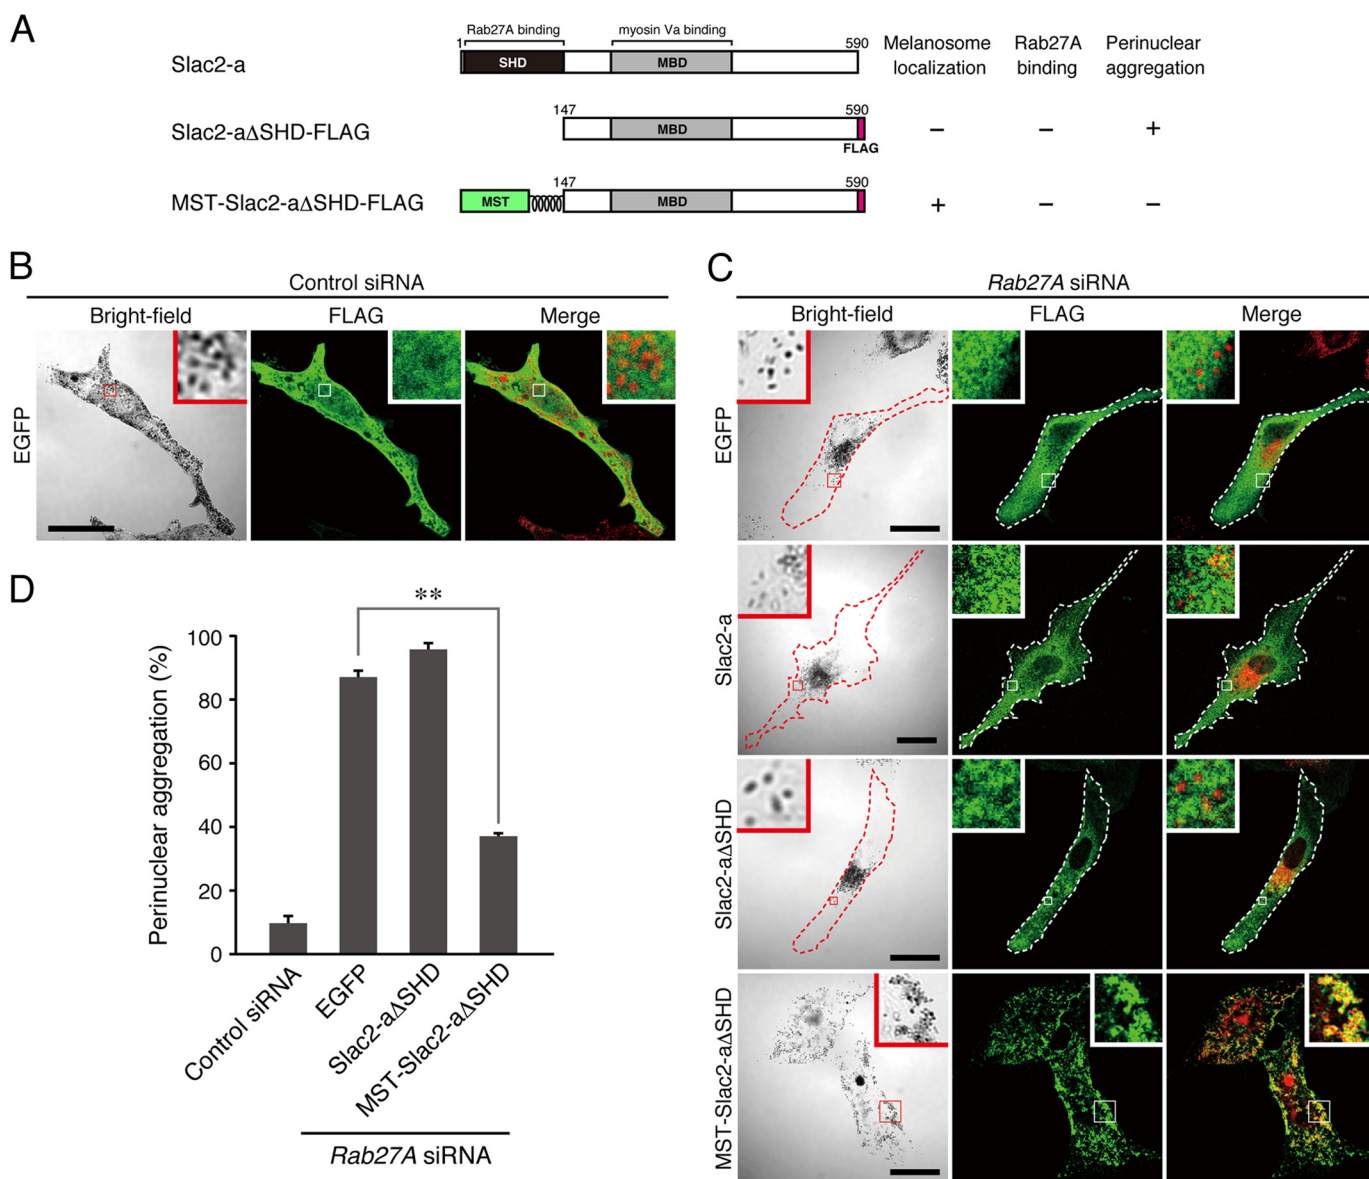 A
Rab27A binding
myosin Va binding
Slac2-a
1
SHD
MBD
590
Melanosome localization
Rab27A binding
Perinuclear aggregation
Slac2-aΔSHD-FLAG
147
MBD
590
FLAG
−
−
+
MST-Slac2-aΔSHD-FLAG
MST
147
MBD
590
+
−
−
B
Control siRNA
Bright-field
FLAG
Merge
EGFP
C
Rab27A siRNA
Bright-field
FLAG
Merge
EGFP
Slac2-a
Slac2-aΔSHD
MST-Slac2-aΔSHD
D
**
Perinuclear aggregation (%)
100
80
60
40
20
0
Control siRNA
EGFP
Slac2-aΔSHD
MST-Slac2-aΔSHD
Rab27A siRNA